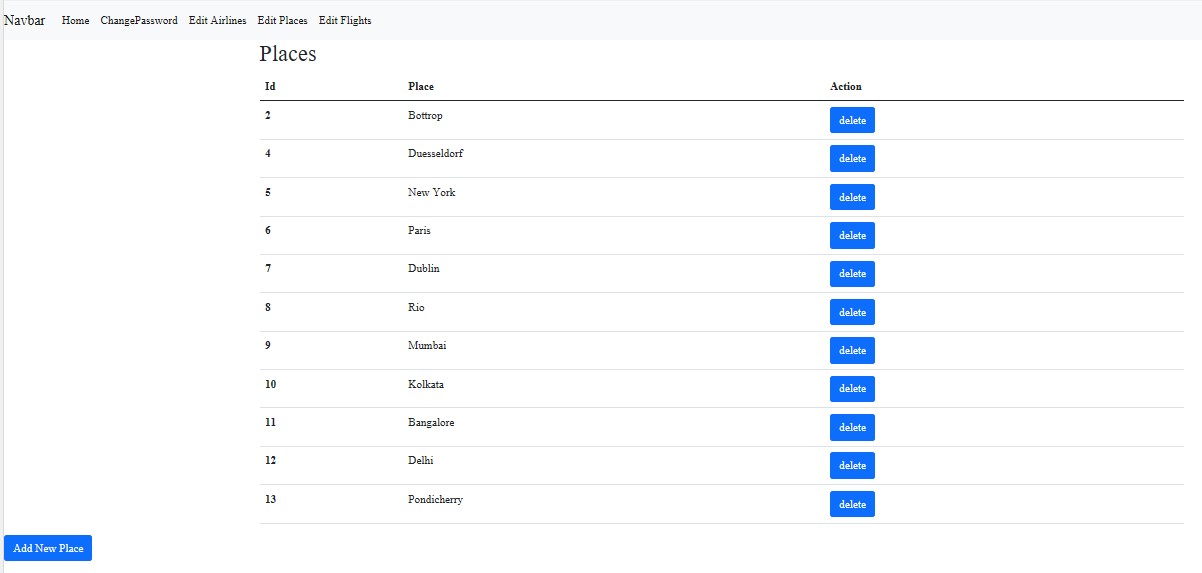 Navbar Home ChangePassword Edit Airlines Edit Places Edit Flights
Places
Id Place Action
2 Bottrop delete
4 Duesseldorf delete
5 New York delete
6 Paris delete
7 Dublin delete
8 Rio delete
9 Mumbai delete
10 Kolkata delete
11 Bangalore delete
12 Delhi delete
13 Pondicherry delete
Add New Place